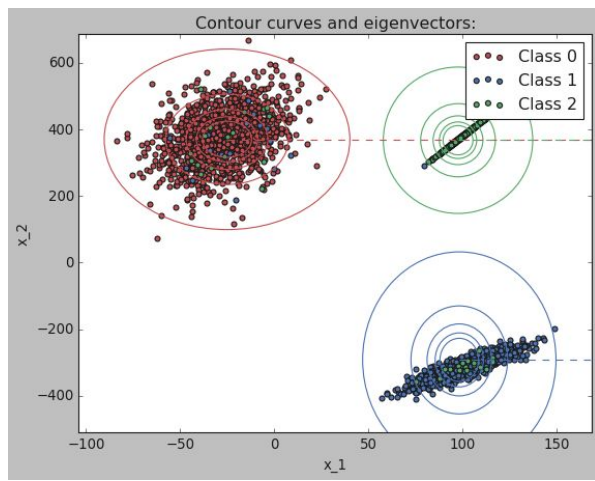 Contour curves and eigenvectors:
Class 0
Class 1
Class 2
600
400
200
0
−200
−400
x_2
−100
−50
0
50
100
150
x_1